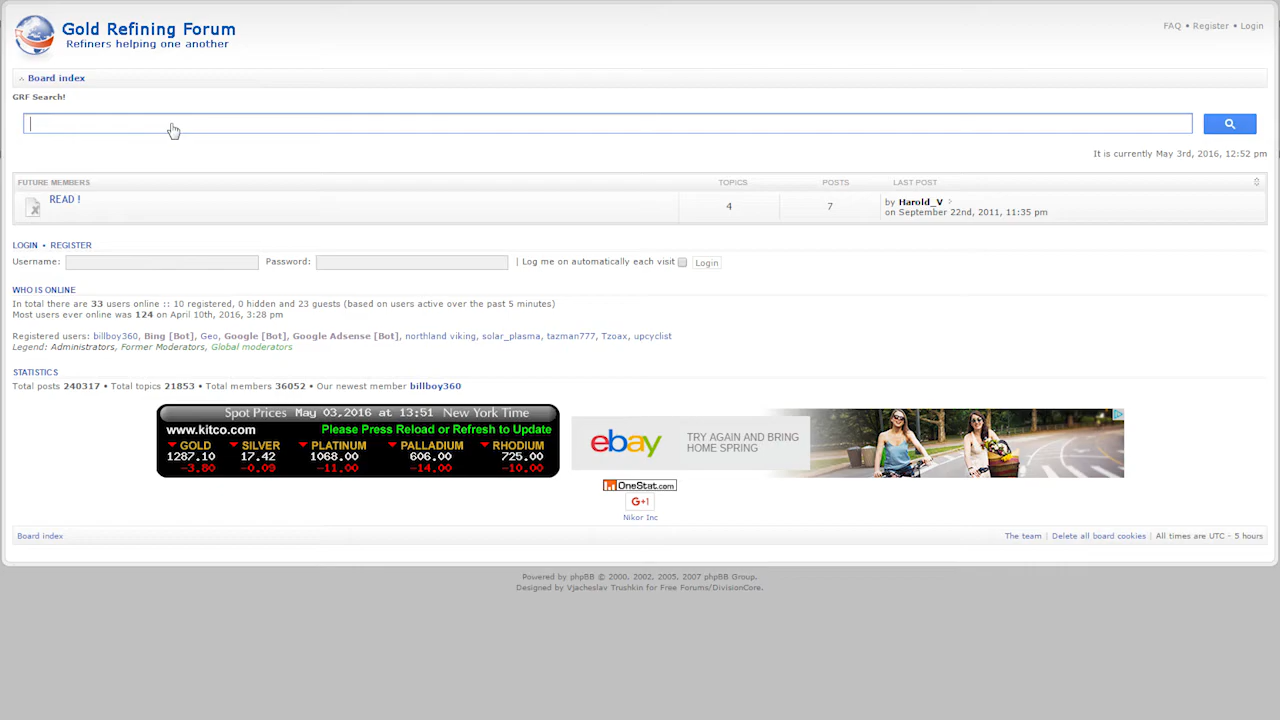 Gold Refining Forum
Refiners helping one another
FAQ • Register • Login
Board index
GRF Search!
It is currently May 3rd, 2016, 12:52 pm
FUTURE MEMBERS TOPICS POSTS LAST POST
READ !
4 7
by Harold_V
on September 22nd, 2011, 11:35 pm
LOGIN • REGISTER
Username: Password: | Log me on automatically each visit Login
WHO IS ONLINE
In total there are 33 users online :: 10 registered, 0 hidden and 23 guests (based on users active over the past 5 minutes)
Most users ever online was 124 on April 10th, 2016, 3:28 pm
Registered users: billboy360, Bing [Bot], Geo, Google [Bot], Google Adsense [Bot], northland viking, solar_plasma, tazman777, Tzoax, upcyclist
Legend: Administrators, Former Moderators, Global moderators
STATISTICS
Total posts 240317 • Total topics 21853 • Total members 36052 • Our newest member billboy360
Spot Prices May 03,2016 at 13:51 New York Time
www.kitco.com Please Press Reload or Refresh to Update
GOLD SILVER PLATINUM PALLADIUM RHODIUM
1287.10 17.42 1068.00 606.00 725.00
-3.80 -0.09 -11.00 -14.00 -10.00
ebay
TRY AGAIN AND BRING
HOME SPRING
OneStat.com
G+1
Nikor Inc
Board index
The team | Delete all board cookies | All times are UTC - 5 hours
Powered by phpBB © 2000, 2002, 2005, 2007 phpBB Group.
Designed by Vjacheslav Trushkin for Free Forums/DivisionCore.